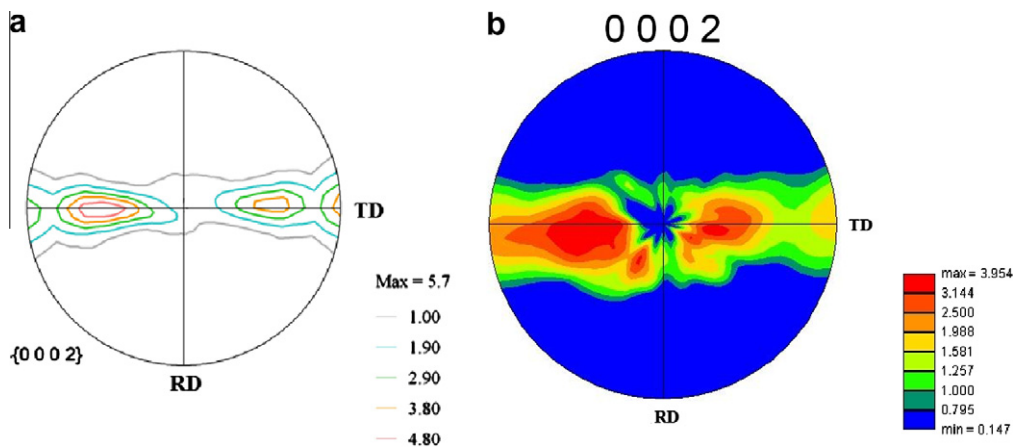 a
TD
Max = 5.7
1.00
1.90
2.90
3.80
4.80
{0 0 0 2}
RD
b
0 0 0 2
TD
RD
max = 3.954
3.144
2.500
1.988
1.581
1.257
1.000
0.795
min = 0.147